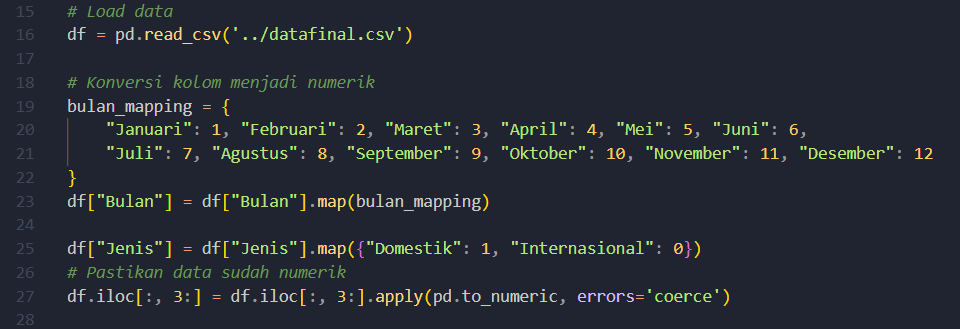 15 # Load data
16 df = pd.read_csv('../datafinal.csv')
17
18 # Konversi kolom menjadi numerik
19 bulan_mapping = {
20     "Januari": 1, "Februari": 2, "Maret": 3, "April": 4, "Mei": 5, "Juni": 6,
21     "Juli": 7, "Agustus": 8, "September": 9, "Oktober": 10, "November": 11, "Desember": 12
22 }
23 df["Bulan"] = df["Bulan"].map(bulan_mapping)
24
25 df["Jenis"] = df["Jenis"].map({"Domestik": 1, "Internasional": 0})
26 # Pastikan data sudah numerik
27 df.iloc[:, 3:] = df.iloc[:, 3:].apply(pd.to_numeric, errors='coerce')
28